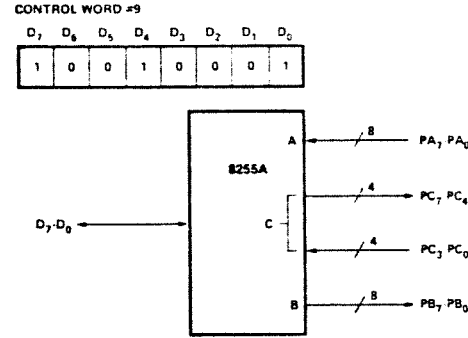 CONTROL WORD #9
D7 D6 D5 D4 D3 D2 D1 D0
1 0 0 1 0 0 0 1
A
8
PA7-PA0
8255A
4
PC7-PC4
D7-D0
C
4
PC3-PC0
B
8
PB7-PB0